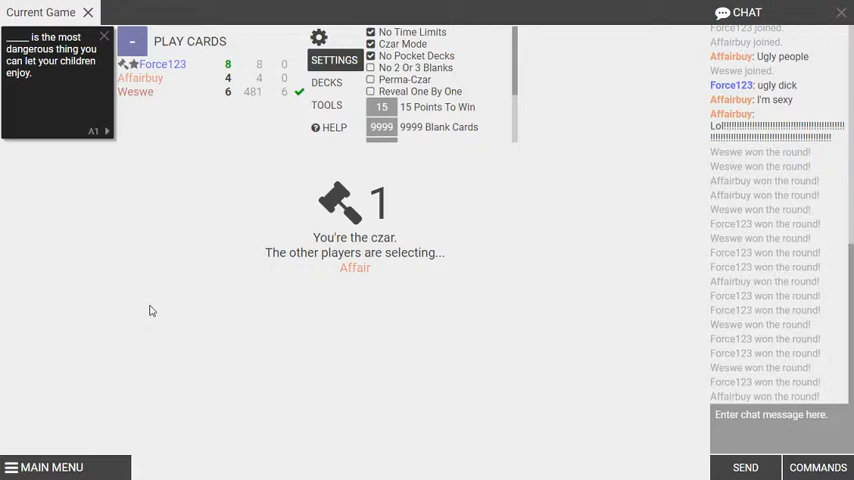 Current Game
_____ is the most
dangerous thing you
can let your children
enjoy.
A1
-
PLAY CARDS
Force123 8 8 0
Affairbuy 4 4 0
Weswe 6 481 6
SETTINGS
DECKS
TOOLS
HELP
No Time Limits
Czar Mode
No Pocket Decks
No 2 Or 3 Blanks
Perma-Czar
Reveal One By One
15 15 Points To Win
9999 9999 Blank Cards
1
You're the czar.
The other players are selecting...
Affair
MAIN MENU
CHAT
Force123 joined.
Affairbuy joined.
Affairbuy: Ugly people
Weswe joined.
Force123: ugly dick
Affairbuy: I'm sexy
Affairbuy:
Weswe won the round!
Weswe won the round!
Affairbuy won the round!
Affairbuy won the round!
Weswe won the round!
Force123 won the round!
Weswe won the round!
Force123 won the round!
Force123 won the round!
Affairbuy won the round!
Force123 won the round!
Force123 won the round!
Weswe won the round!
Force123 won the round!
Force123 won the round!
Weswe won the round!
Force123 won the round!
Affairbuy won the round!
Enter chat message here.
SEND
COMMANDS